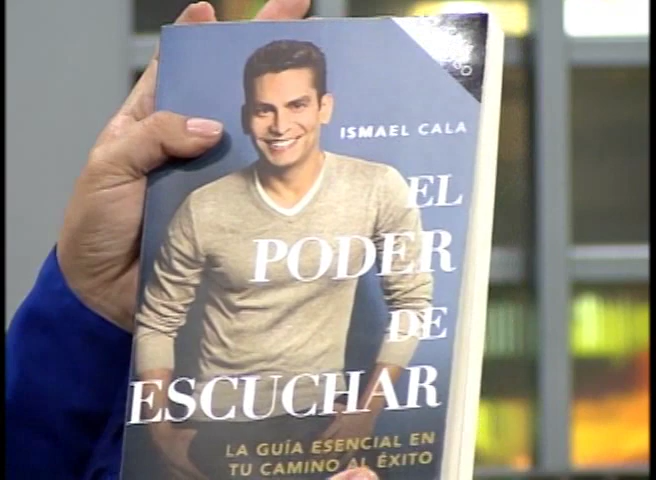 ISMAEL CALA
EL
PODER
DE
ESCUCHAR
LA GUÍA ESENCIAL EN
TU CAMINO AL ÉXITO